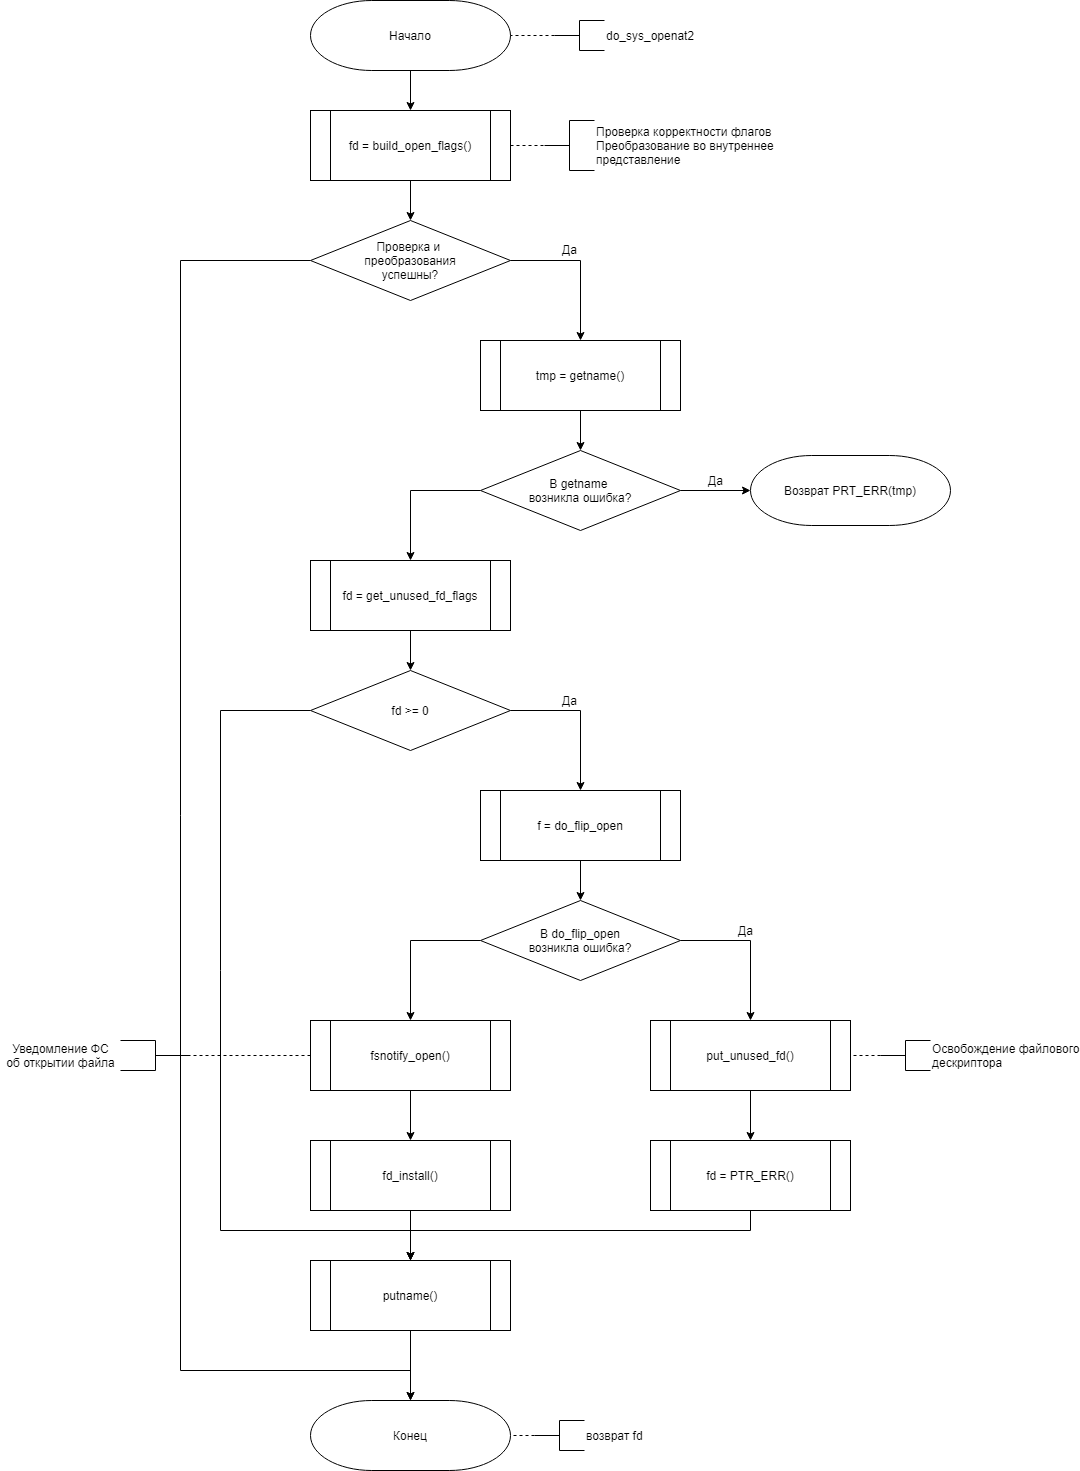 Начало
do_sys_openat2
fd = build_open_flags()
Проверка корректности флагов
Преобразование во внутреннее
представление
Проверка и
преобразования
успешны?
Да
tmp = getname()
В getname
возникла ошибка?
Да
Возврат PRT_ERR(tmp)
fd = get_unused_fd_flags
fd >= 0
Да
f = do_flip_open
В do_flip_open
возникла ошибка?
Да
Уведомление ФС
об открытии файла
fsnotify_open()
put_unused_fd()
Освобождение файлового
дескриптора
fd_install()
fd = PTR_ERR()
putname()
Конец
возврат fd